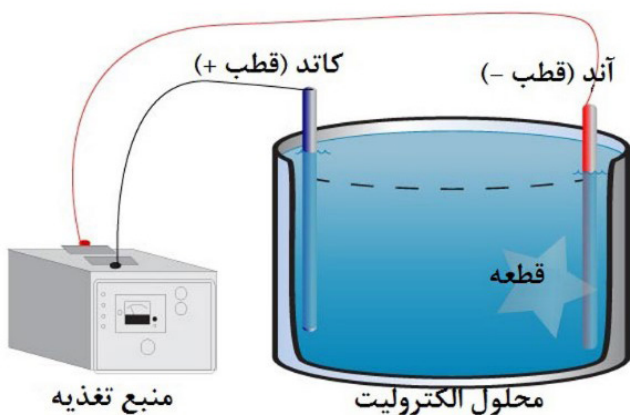 آند (قطب –)
کاتد (قطب +)
قطعه
محلول الکترولیت
منبع تغذیه